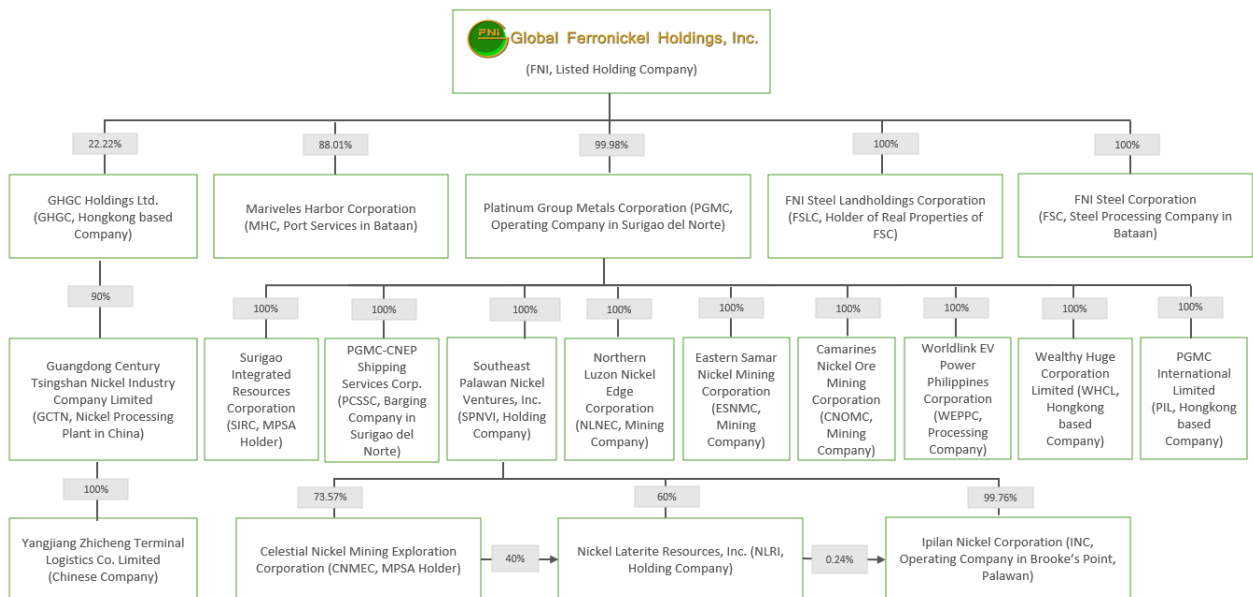 FNi
Global Ferronickel Holdings, Inc.
(FNI, Listed Holding Company)
22.22%
88.01%
99.98%
100%
100%
GHGC Holdings Ltd.
(GHGC, Hongkong based
Company)
Mariveles Harbor Corporation
(MHC, Port Services in Bataan)
Platinum Group Metals Corporation (PGMC,
Operating Company in Surigao del Norte)
FNI Steel Landholdings Corporation
(FSLC, Holder of Real Properties of
FSC)
FNI Steel Corporation
(FSC, Steel Processing Company in
Bataan)
90%
100%
100%
100%
100%
100%
100%
100%
100%
100%
Guangdong Century
Tsingshan Nickel Industry
Company Limited
(GCTN, Nickel Processing
Plant in China)
Surigao
Integrated
Resources
Corporation
(SIRC, MPSA
Holder)
PGMC-CNEP
Shipping
Services Corp.
(PCSSC, Barging
Company in
Surigao del
Norte)
Southeast
Palawan Nickel
Ventures, Inc.
(SPNVI, Holding
Company)
Northern
Luzon Nickel
Edge
Corporation
(NLNEC, Mining
Company)
Eastern Samar
Nickel Mining
Corporation
(ESNMC,
Mining
Company)
Camarines
Nickel Ore
Mining
Corporation
(CNOMC,
Mining
Company)
Worldlink EV
Power
Philippines
Corporation
(WEPPC,
Processing
Company)
Wealthy Huge
Corporation
Limited (WHCL,
Hongkong
based
Company)
PGMC
International
Limited
(PIL, Hongkong
based
Company)
100%
73.57%
60%
99.76%
Yangjiang Zhicheng Terminal
Logistics Co. Limited
(Chinese Company)
Celestial Nickel Mining Exploration
Corporation (CNMEC, MPSA Holder)
40%
Nickel Laterite Resources, Inc. (NLRI,
Holding Company)
0.24%
Ipilan Nickel Corporation (INC,
Operating Company in Brooke's Point,
Palawan)